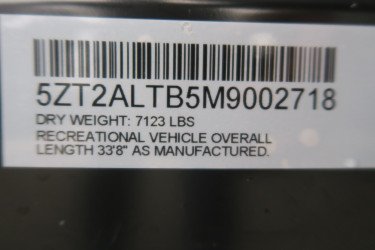 5ZT2ALTB5M9002718
DRY WEIGHT: 7123 LBS
RECREATIONAL VEHICLE OVERALL
LENGTH 33'8" AS MANUFACTURED.